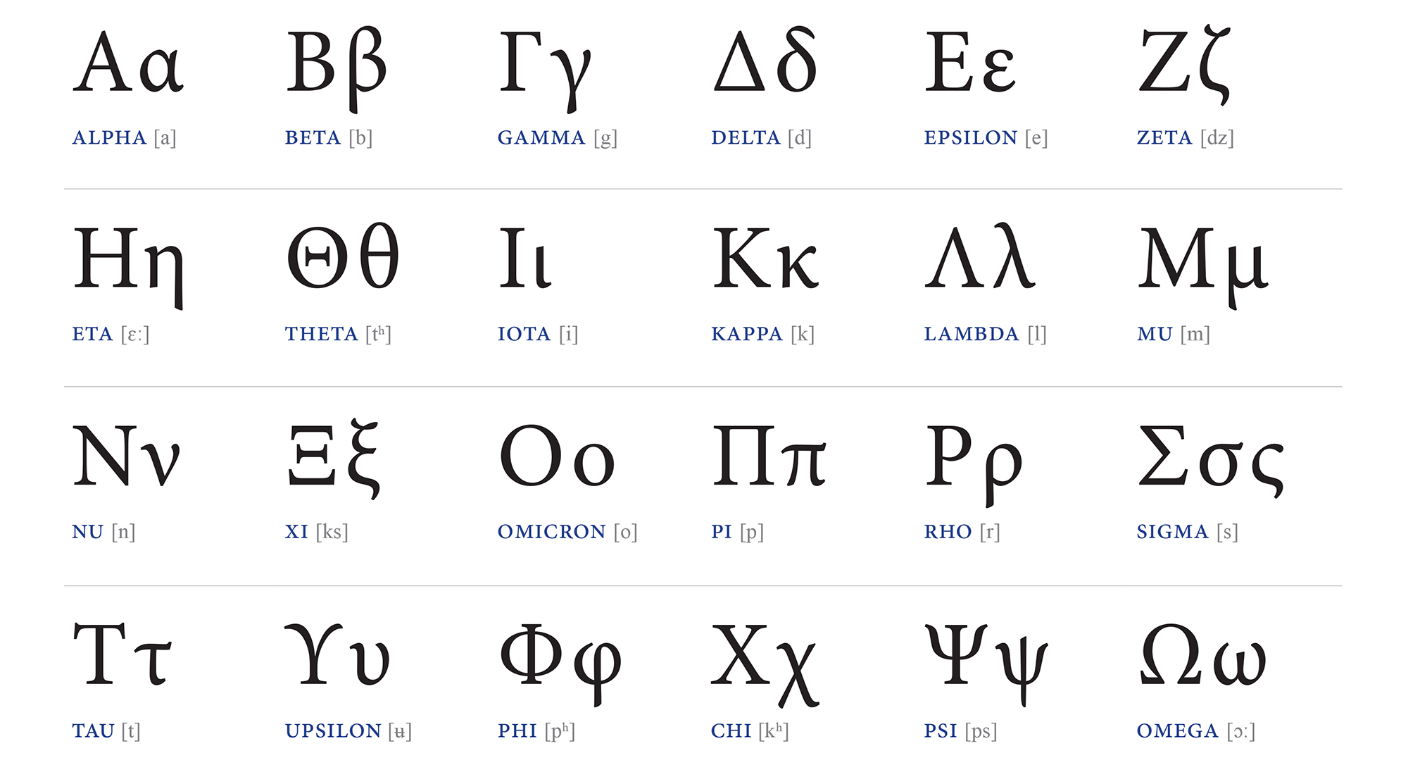 Αα Ββ Γγ Δδ Εε Ζζ
ALPHA [a] BETA [b] GAMMA [g] DELTA [d] EPSILON [e] ZETA [dz]
Ηη Θθ Ιι Κκ Λλ Μμ
ETA [ɛː] THETA [tʰ] IOTA [i] KAPPA [k] LAMBDA [l] MU [m]
Νν Ξξ Οο Ππ Ρρ Σσς
NU [n] XI [ks] OMICRON [o] PI [p] RHO [r] SIGMA [s]
Ττ ϒυ Φφ Χχ Ψψ Ωω
TAU [t] UPSILON [ʉ] PHI [pʰ] CHI [kʰ] PSI [ps] OMEGA [ɔː]